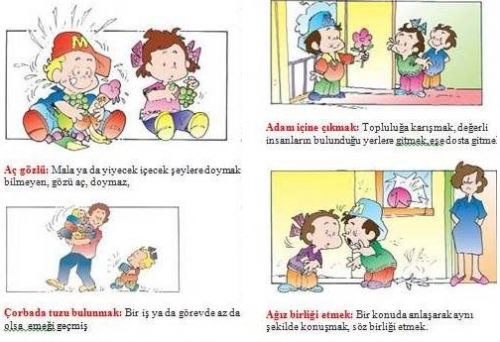 M
Aç gözlü: Mala ya da yiyecek içecek şeylere doymak
bilmeyen, gözü aç, doymaz,
Adam içine çıkmak: Topluluğa karışmak, değerli
insanların bulunduğu yerlere gitmek,eşe dosta gitmek
Çorbada tuzu bulunmak: Bir iş ya da görevde az da
olsa emeği geçmiş
Ağız birliği etmek: Bir konuda anlaşarak aynı
şekilde konuşmak, söz birliği etmek.